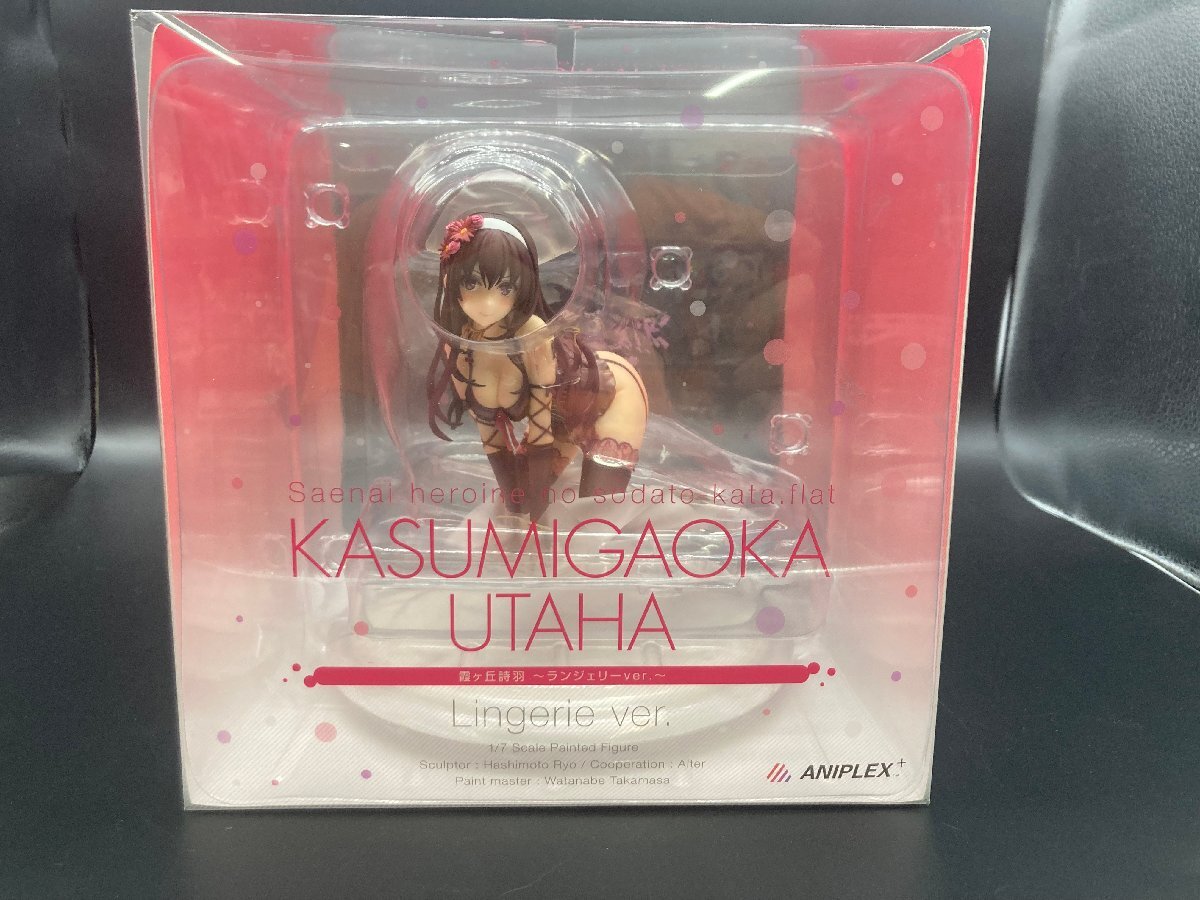 Saenai heroine no sodate-kata.flat
KASUMIGAOKA
UTAHA
霞ヶ丘詩羽 〜ランジェリーver.〜
Lingerie ver.
1/7 Scale Painted Figure
Sculptor : Hashimoto Ryo / Cooperation : Alter
Paint master : Watanabe Takamasa
ANIPLEX+